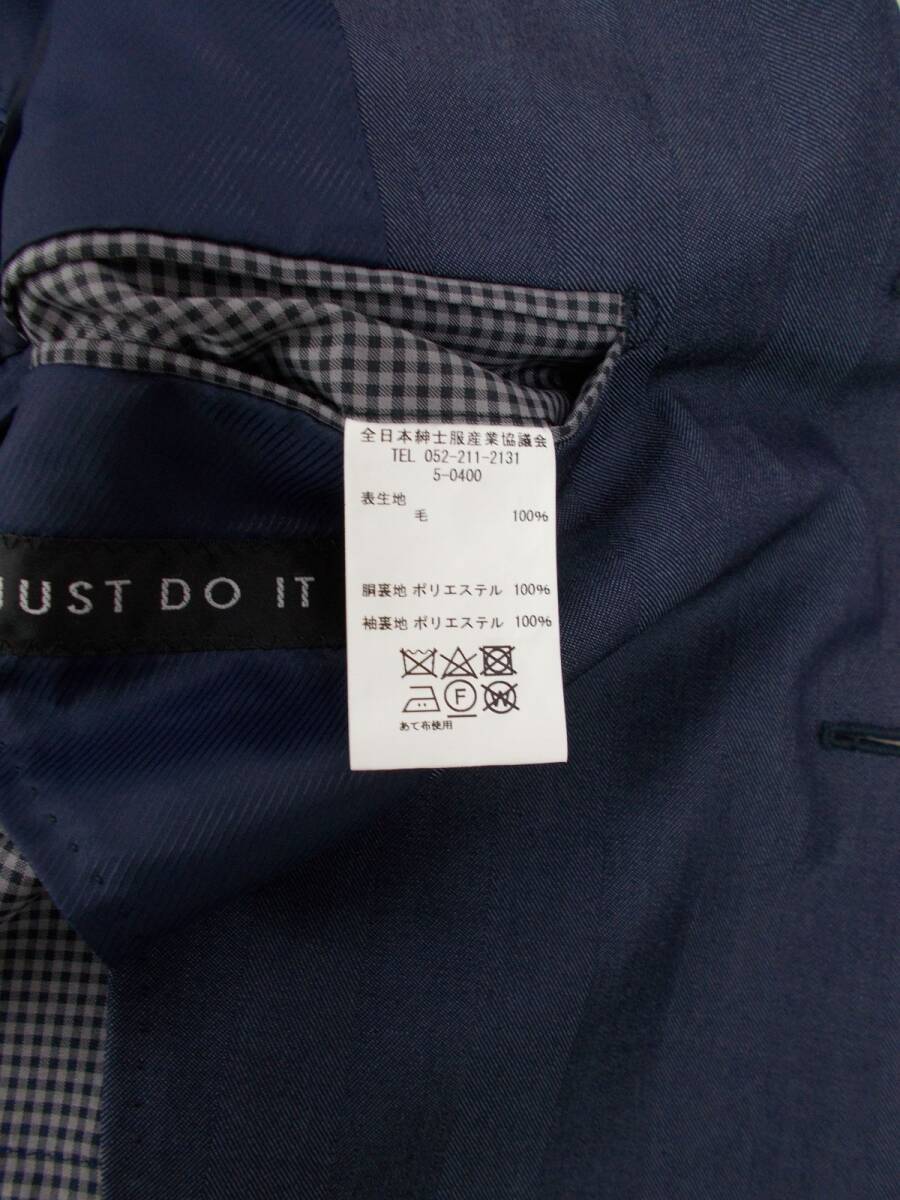 全日本紳士服産業協議会
TEL 052-211-2131
5-0400
表生地
毛 100%
胴裏地 ポリエステル 100%
袖裏地 ポリエステル 100%
F W
あて布使用
JUST DO IT